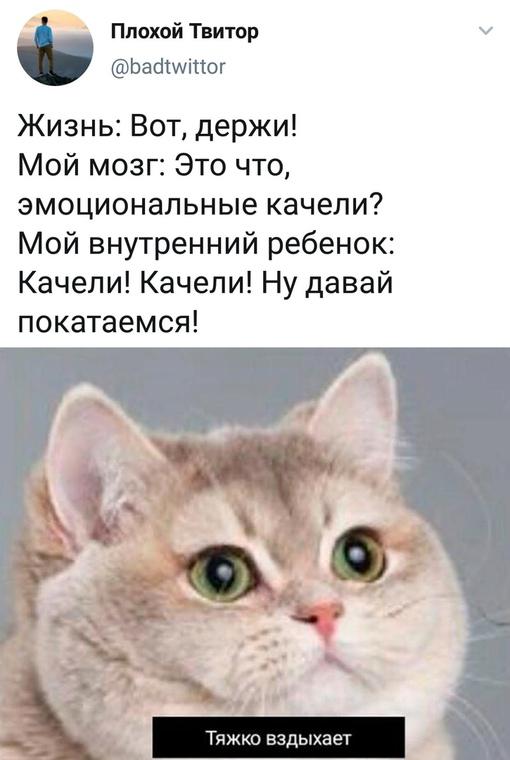 Плохой Твитор
@badtwittor
Жизнь: Вот, держи!
Мой мозг: Это что,
эмоциональные качели?
Мой внутренний ребенок:
Качели! Качели! Ну давай
покатаемся!
Тяжко вздыхает